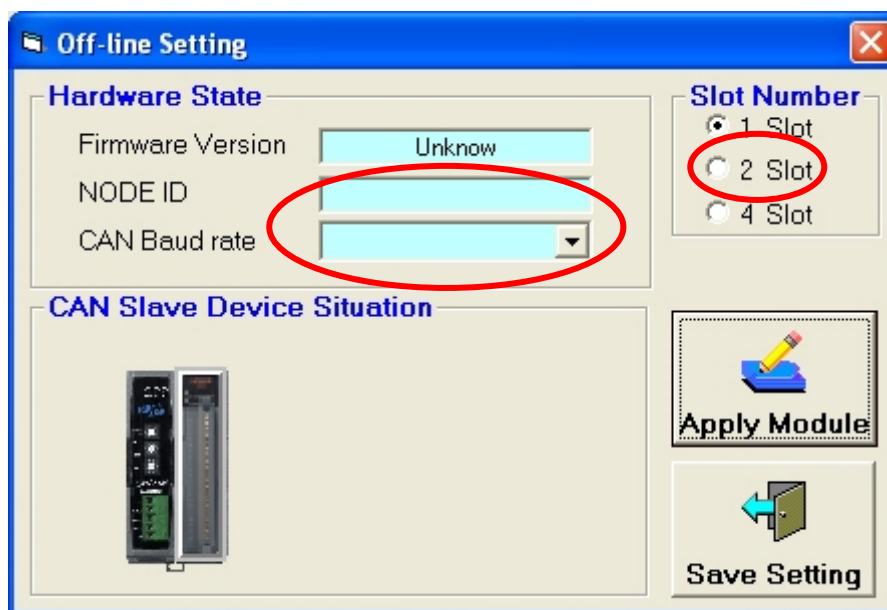 Off-line Setting
Hardware State
Firmware Version Unknow
NODE ID
CAN Baud rate
Slot Number
1 Slot
2 Slot
4 Slot
CAN Slave Device Situation
Apply Module
Save Setting